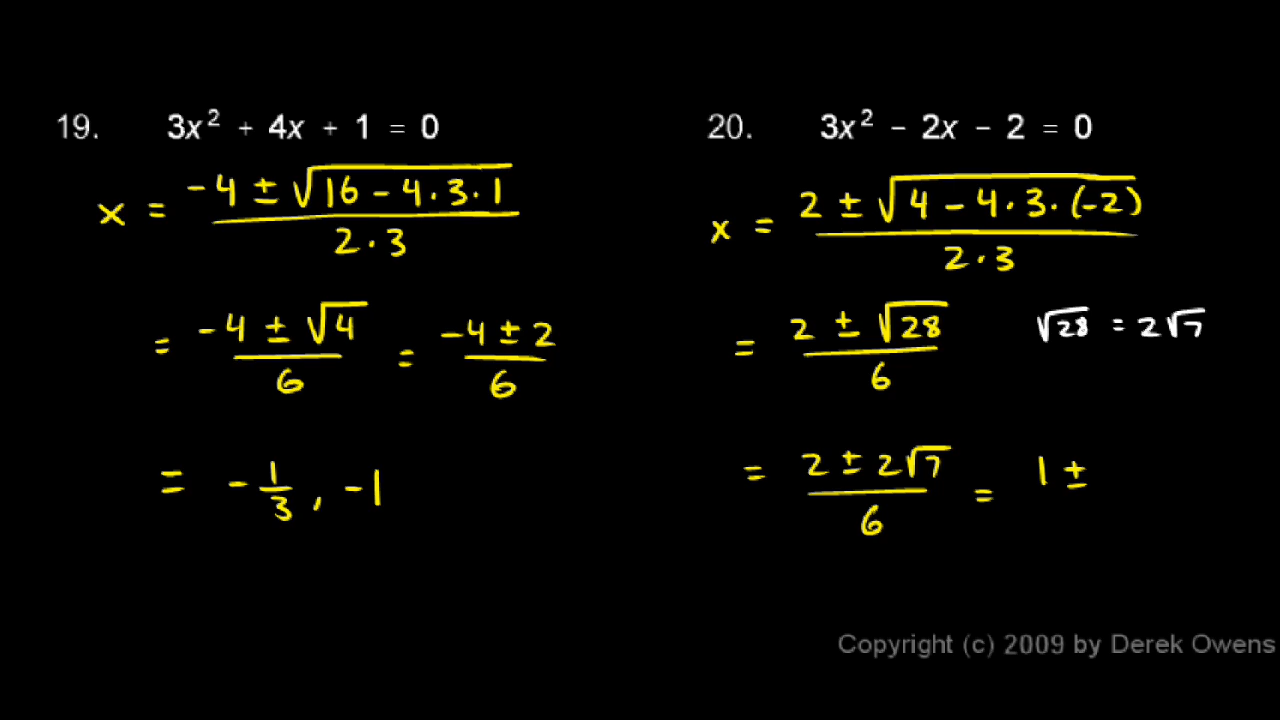 19. 3x² + 4x + 1 = 0
x = (-4 ± √(16 - 4·3·1))/(2·3)
= (-4 ± √4)/6 = (-4 ± 2)/6
= -1/3, -1
20. 3x² - 2x - 2 = 0
x = (2 ± √(4 - 4·3·(-2)))/(2·3)
= (2 ± √28)/6 √28 = 2√7
= (2 ± 2√7)/6 = 1 ±
Copyright (c) 2009 by Derek Owens